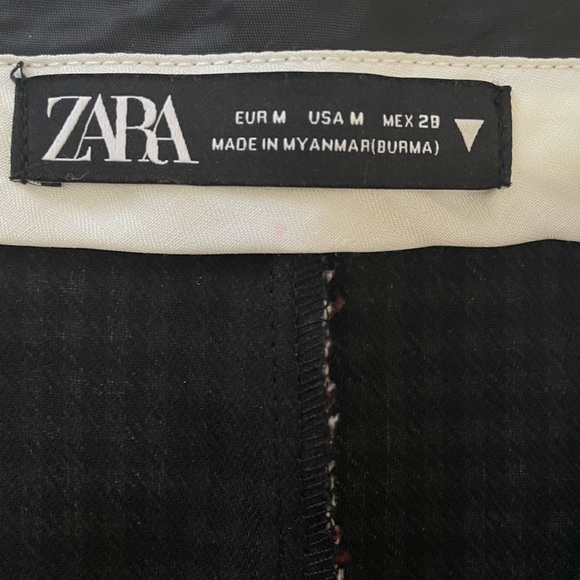 ZARA
EUR M USA M MEX 28
MADE IN MYANMAR(BURMA)